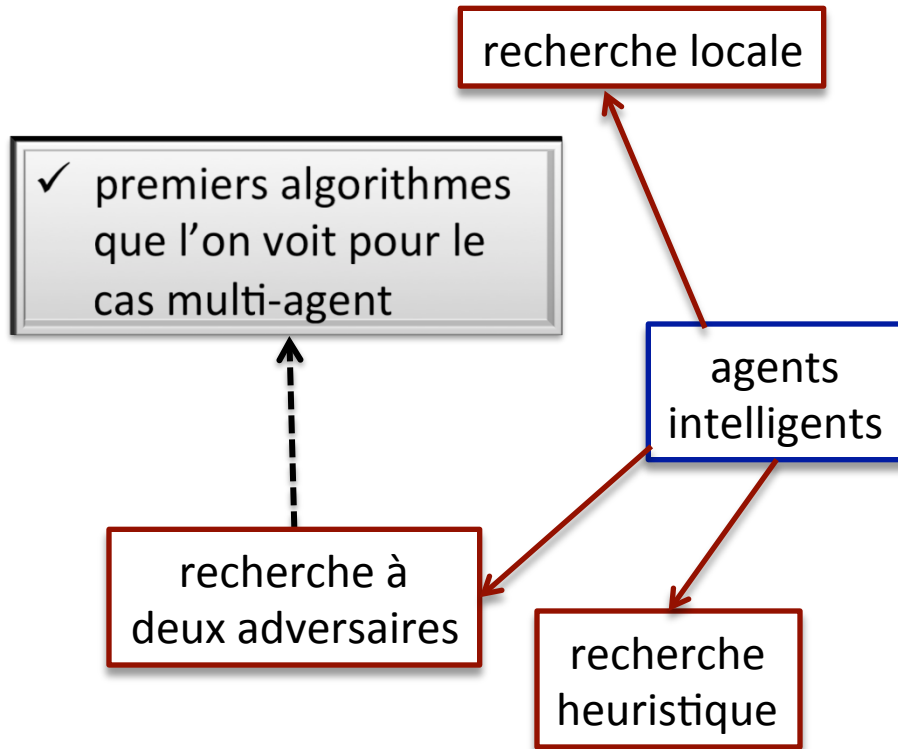 recherche locale
✓ premiers algorithmes
que l’on voit pour le
cas multi-agent
agents
intelligents
recherche à
deux adversaires
recherche
heuristique